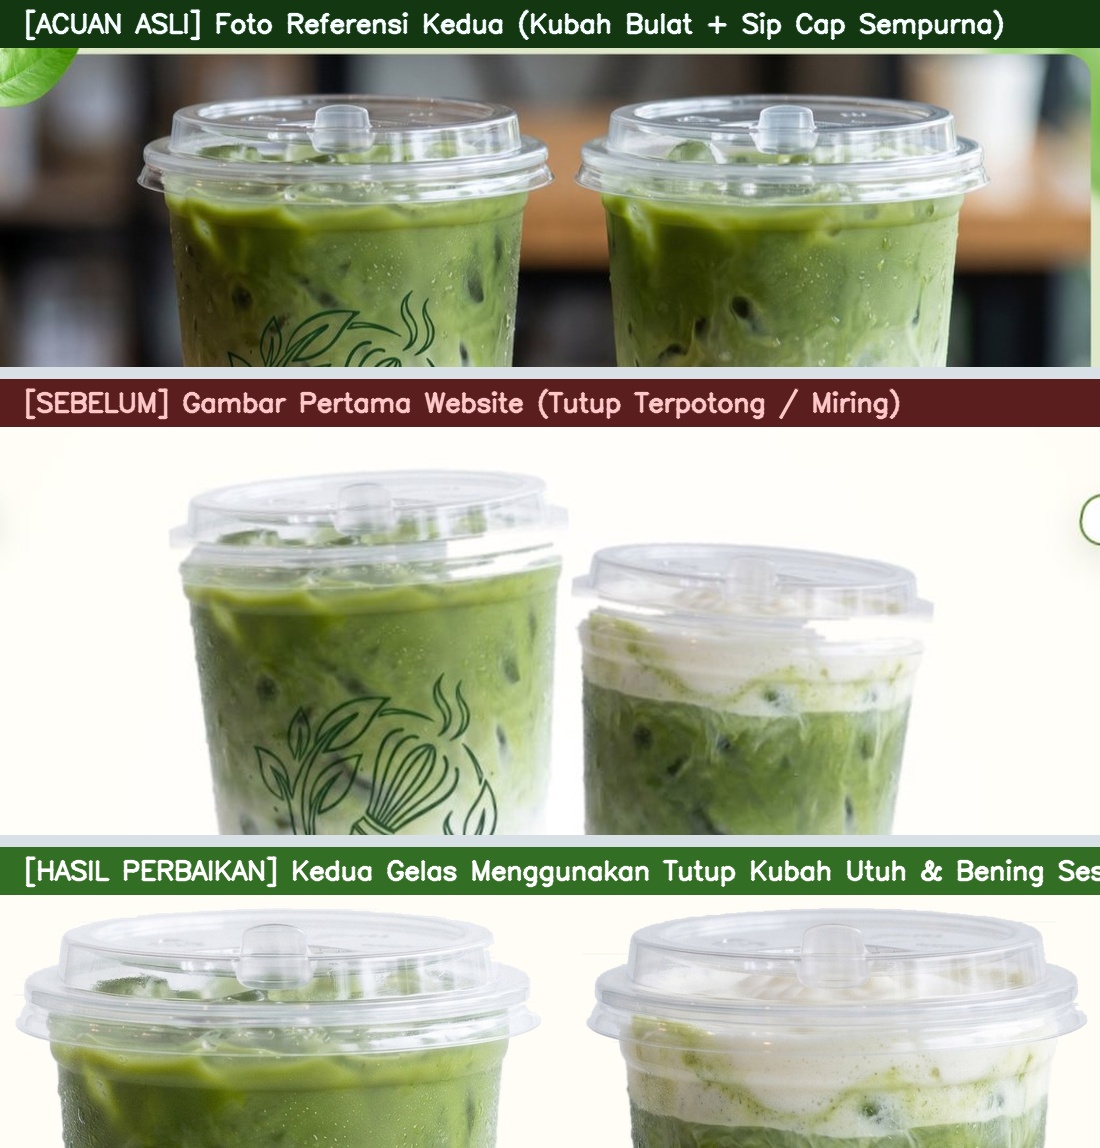 [ACUAN ASLI] Foto Referensi Kedua (Kubah Bulat + Sip Cap Sempurna)
[SEBELUM] Gambar Pertama Website (Tutup Terpotong / Miring)
[HASIL PERBAIKAN] Kedua Gelas Menggunakan Tutup Kubah Utuh & Bening Ses